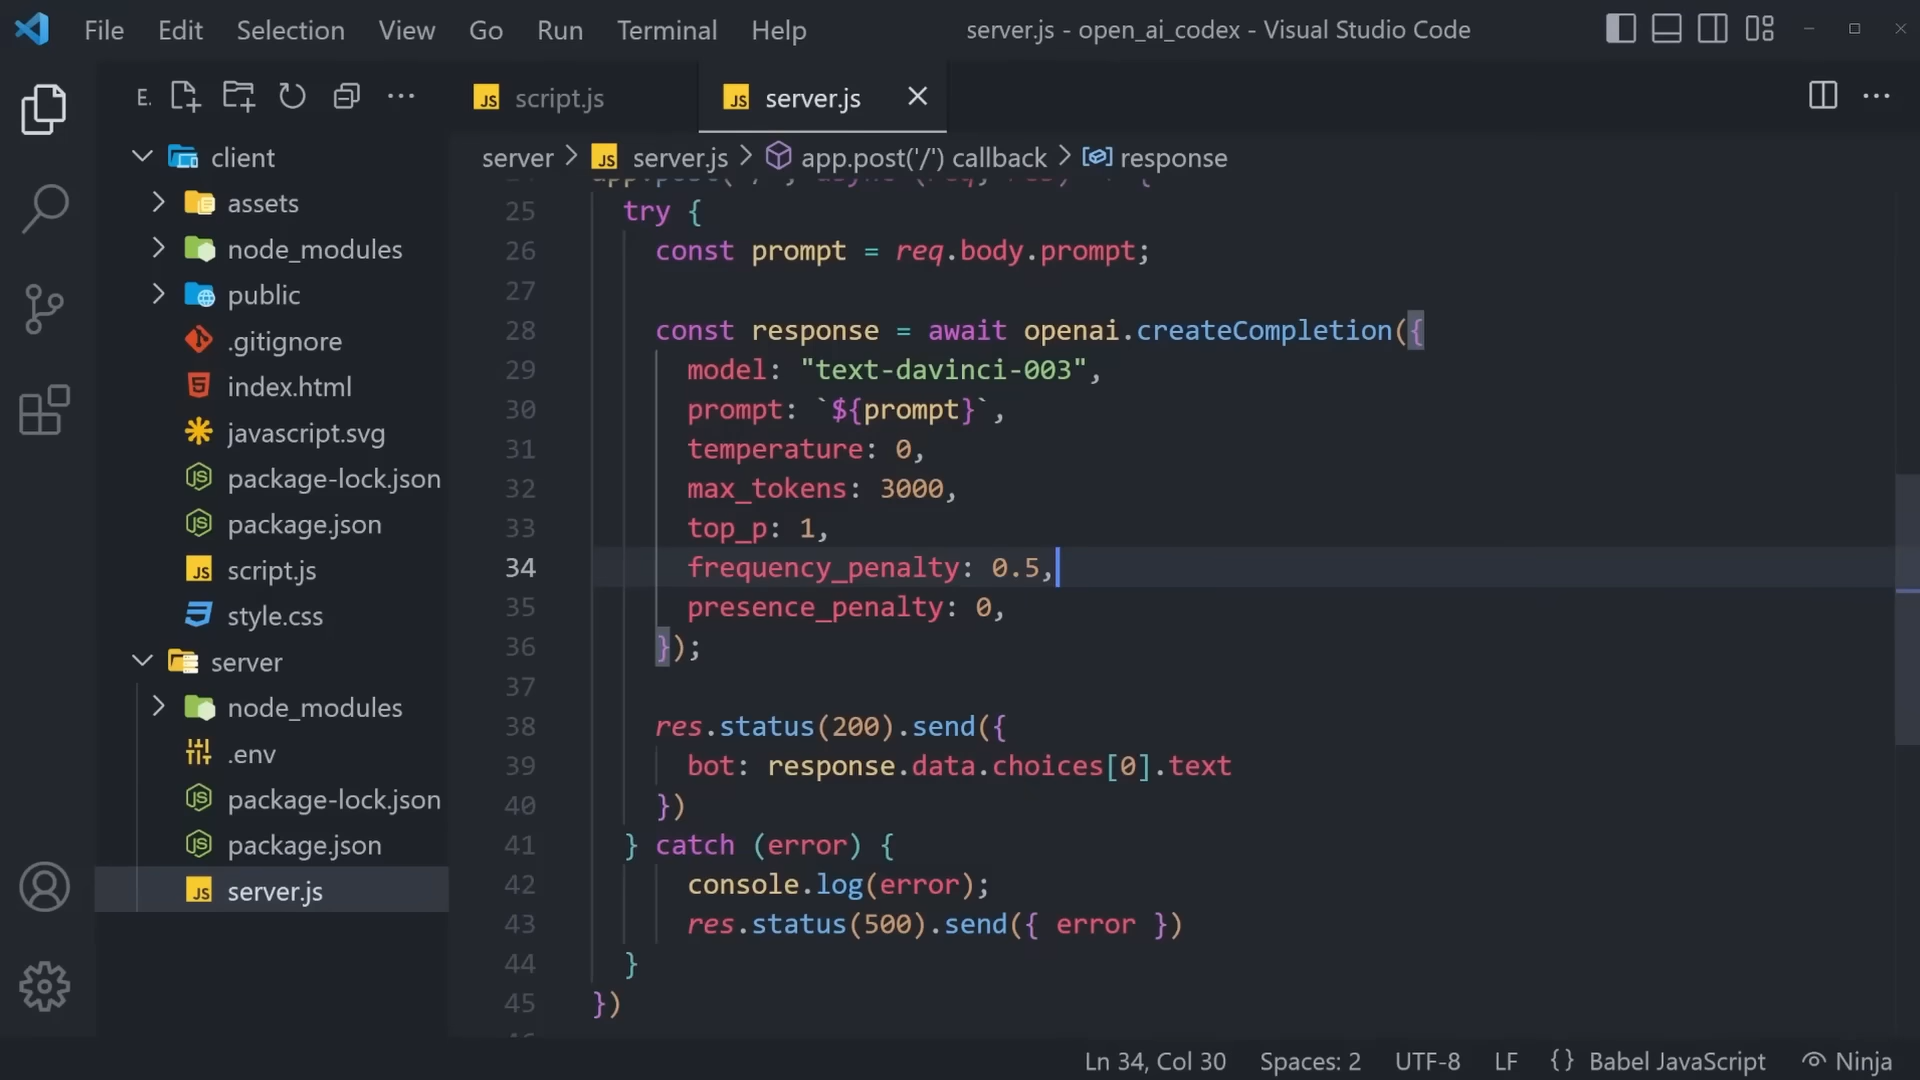 File Edit Selection View Go Run Terminal Help
server.js - open_ai_codex - Visual Studio Code
E.
script.js
server.js
client
assets
node_modules
public
.gitignore
index.html
javascript.svg
package-lock.json
package.json
script.js
style.css
server
node_modules
.env
package-lock.json
package.json
server.js
server > server.js > app.post('/') callback > response
25 try {
26 const prompt = req.body.prompt;
27
28 const response = await openai.createCompletion({
29 model: "text-davinci-003",
30 prompt: `${prompt}`,
31 temperature: 0,
32 max_tokens: 3000,
33 top_p: 1,
34 frequency_penalty: 0.5,
35 presence_penalty: 0,
36 });
37
38 res.status(200).send({
39 bot: response.data.choices[0].text
40 })
41 } catch (error) {
42 console.log(error);
43 res.status(500).send({ error })
44 }
45 })
Ln 34, Col 30 Spaces: 2 UTF-8 LF {} Babel JavaScript Ninja